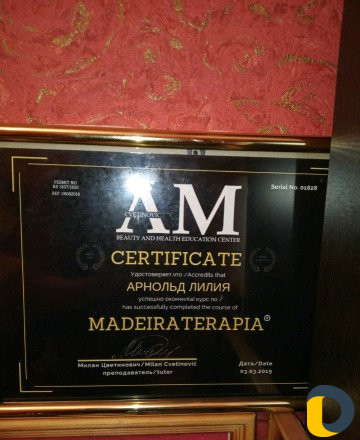 Serial No. 01828
AM
CVETINOVIC
BEAUTY AND HEALTH EDUCATION CENTER
CERTIFICATE
Удостоверяет, что /Accredits that
АРНОЛЬД ЛИЛИЯ
успешно окончил(а) курс по /
has successfully completed the course of
MADEIRATERAPIA
Милан Цветинович/Milan Cvetinović
преподаватель/tutor
Дата/Date
03.03.2019